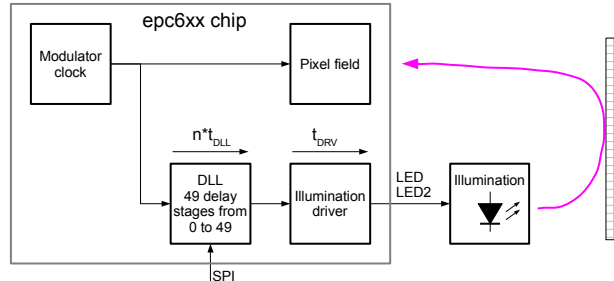 epc6xx chip
Modulator
clock
Pixel field
n*tDLL
tDRV
DLL
49 delay
stages from
0 to 49
Illumination
driver
LED
LED2
Illumination
SPI